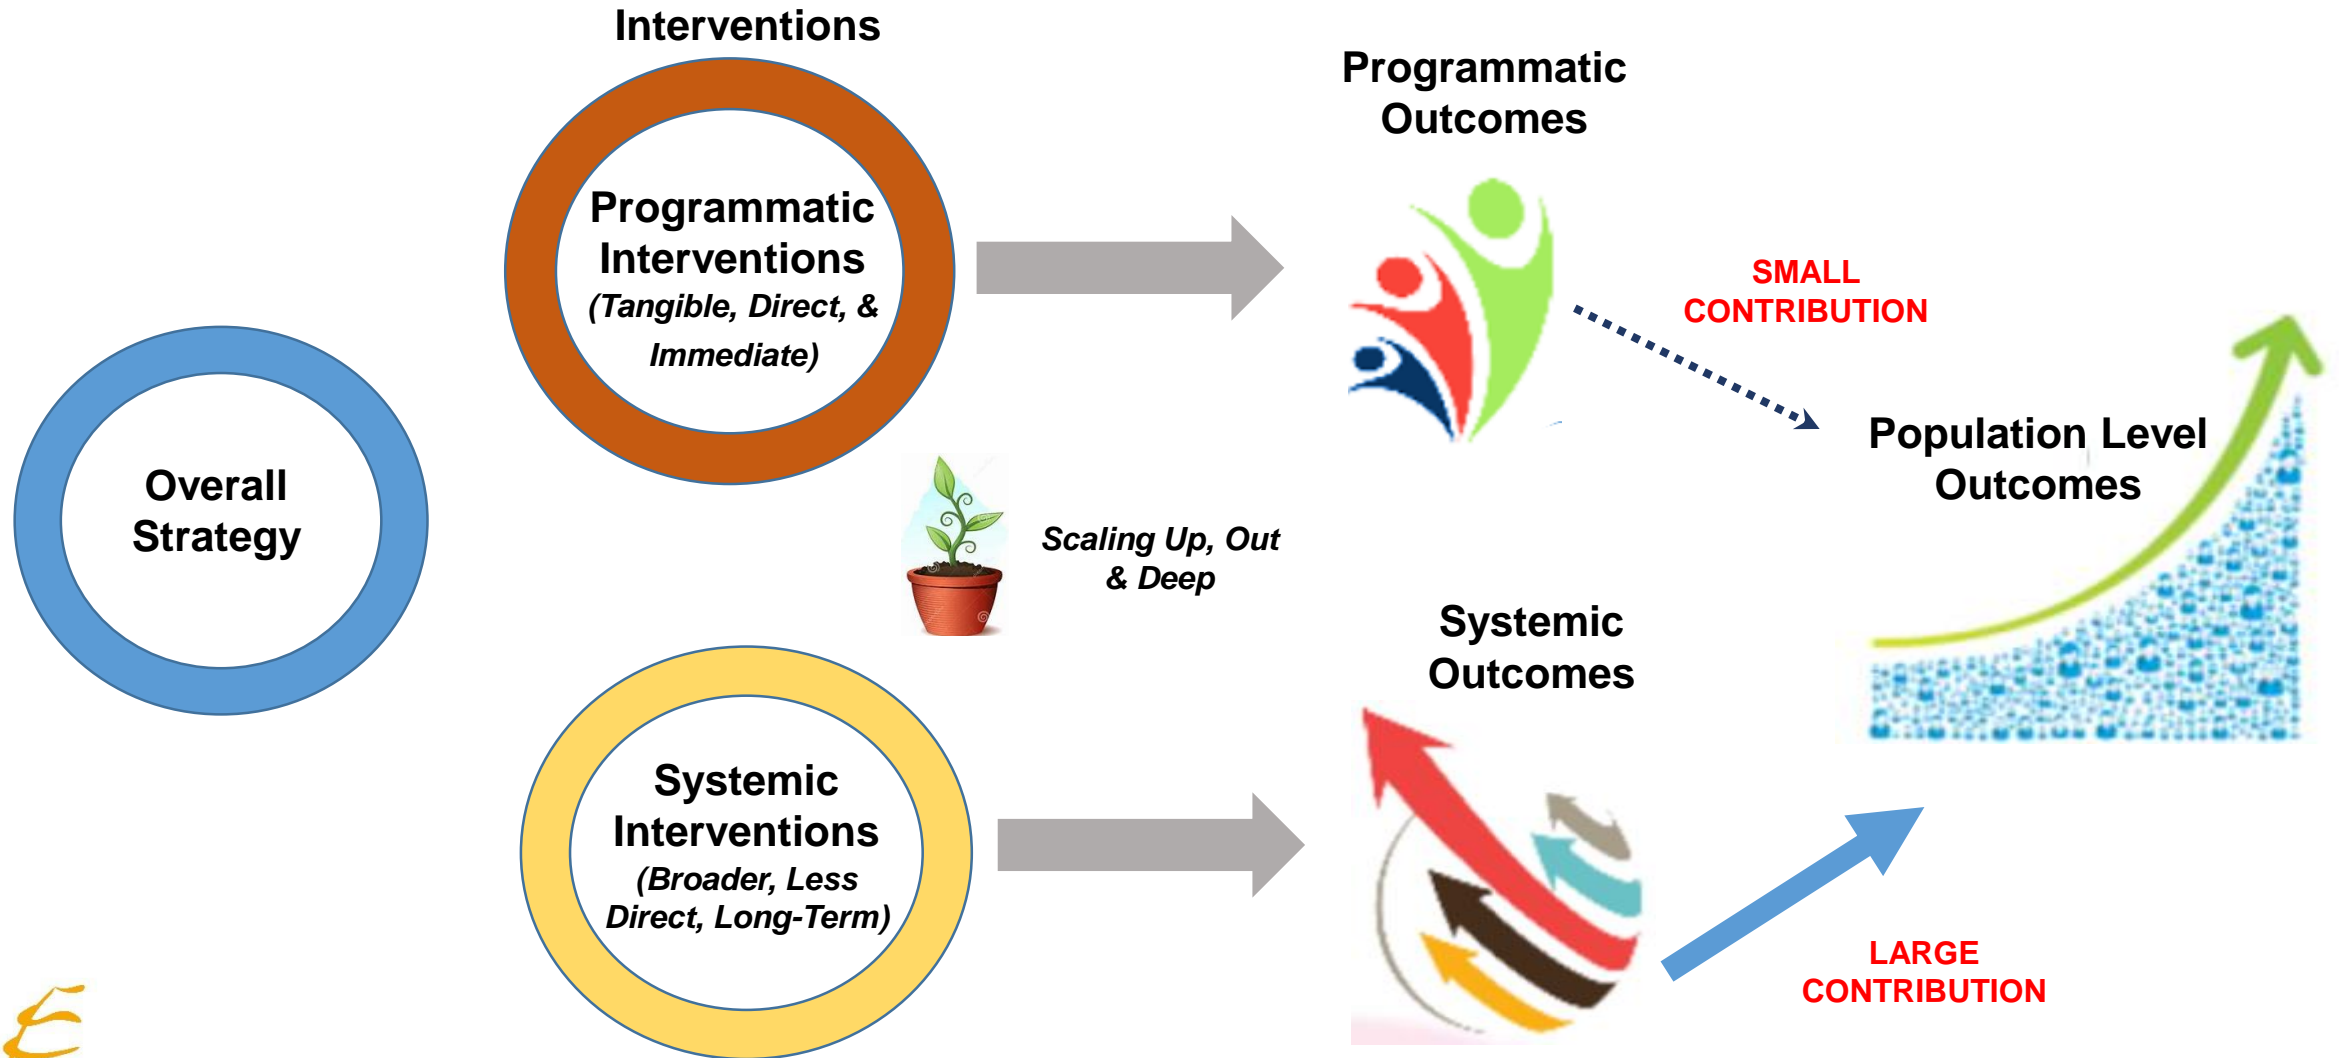 Interventions
Programmatic
Interventions
(Tangible, Direct, &
Immediate)
Programmatic
Outcomes
SMALL
CONTRIBUTION
Overall
Strategy
Population Level
Outcomes
Scaling Up, Out
& Deep
Systemic
Outcomes
Systemic
Interventions
(Broader, Less
Direct, Long-Term)
LARGE
CONTRIBUTION
E